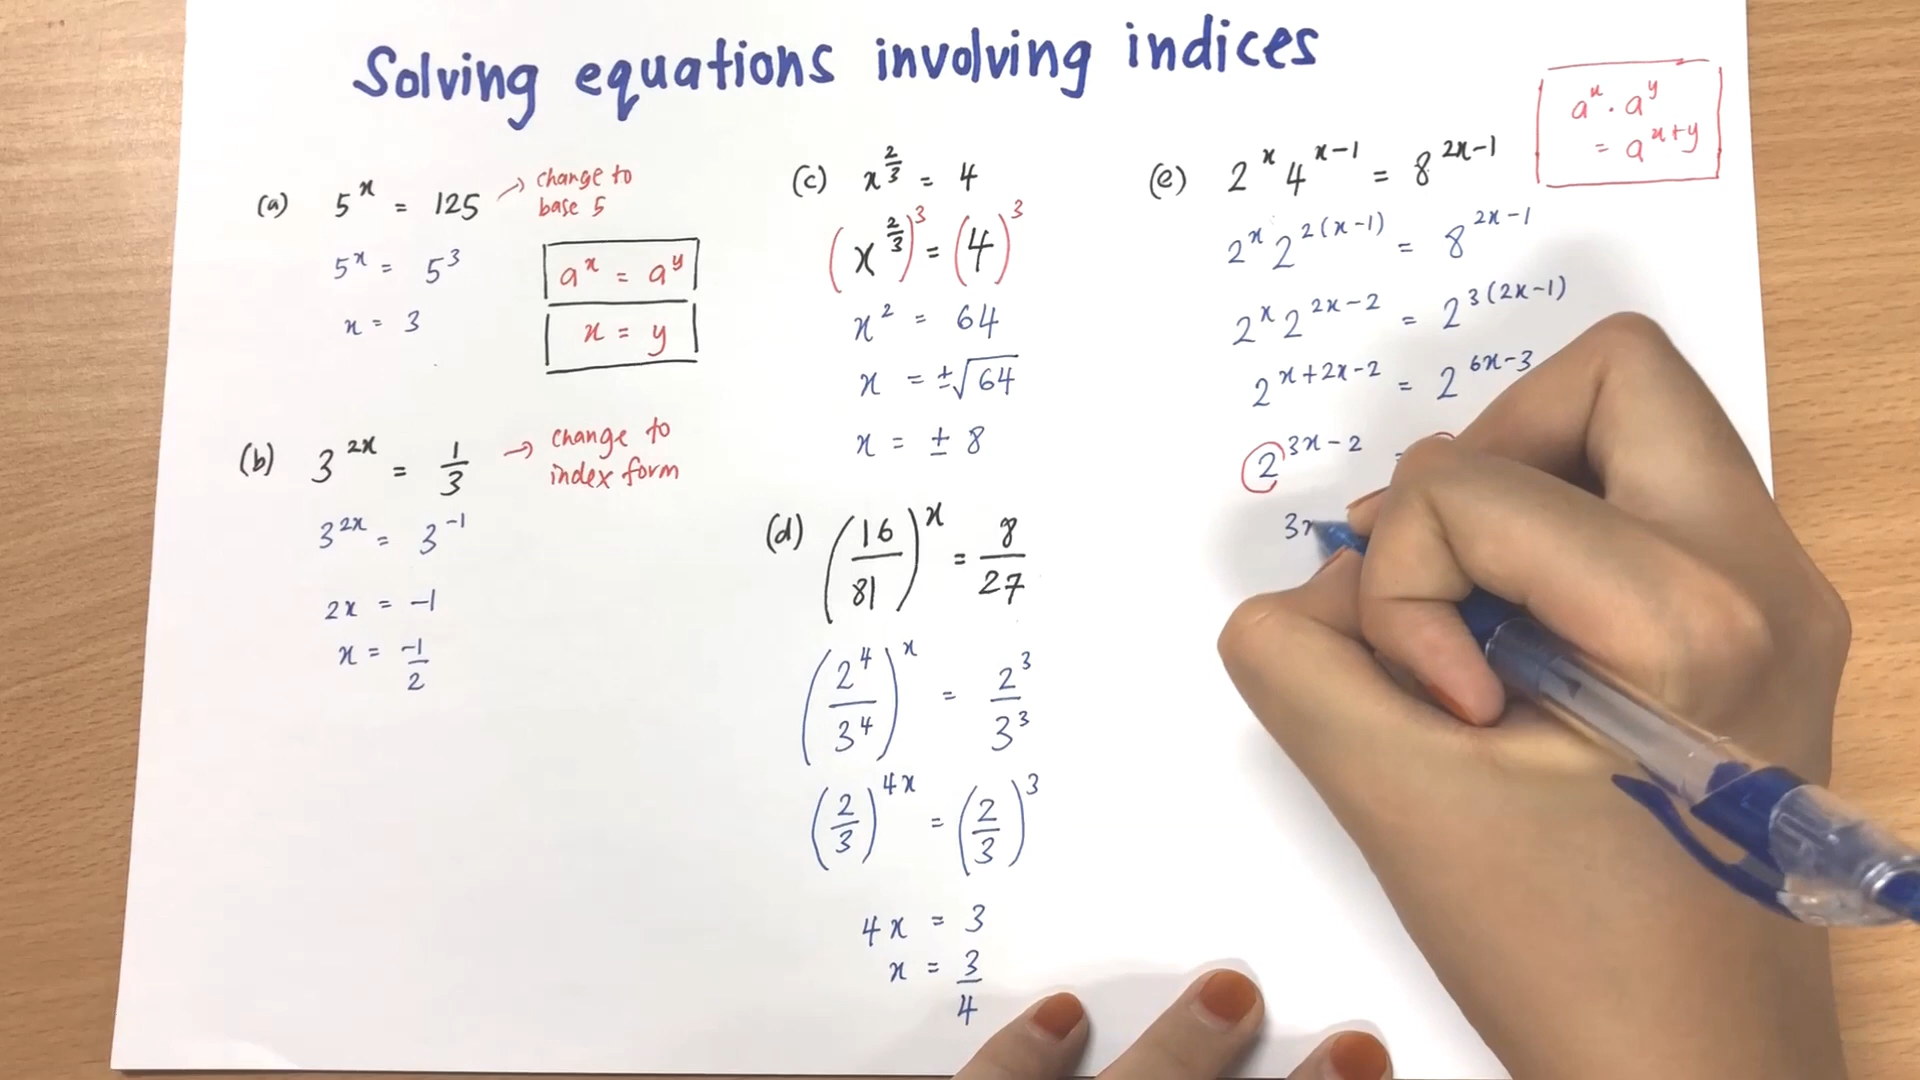 Solving equations involving indices
(a) 5^x = 125 → change to base 5
5^x = 5^3
x = 3
a^x = a^y
x = y
(b) 3^{2x} = 1/3 → change to index form
3^{2x} = 3^{-1}
2x = -1
x = -1/2
(c) x^{2/3} = 4
(x^{2/3})^3 = (4)^3
x^2 = 64
x = ±√64
x = ± 8
(d) (16/81)^x = 8/27
(2^4/3^4)^x = 2^3/3^3
(2/3)^{4x} = (2/3)^3
4x = 3
x = 3/4
(e) 2^x 4^{x-1} = 8^{2x-1}
2^x 2^{2(x-1)} = 8^{2x-1}
2^x 2^{2x-2} = 2^{3(2x-1)}
2^{x+2x-2} = 2^{6x-3}
2^{3x-2} =
3x
a^x · a^y
= a^{x+y}